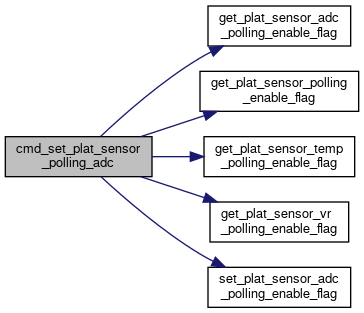 get_plat_sensor_adc
_polling_enable_flag
get_plat_sensor_polling
_enable_flag
cmd_set_plat_sensor
_polling_adc
get_plat_sensor_temp
_polling_enable_flag
get_plat_sensor_vr
_polling_enable_flag
set_plat_sensor_adc
_polling_enable_flag